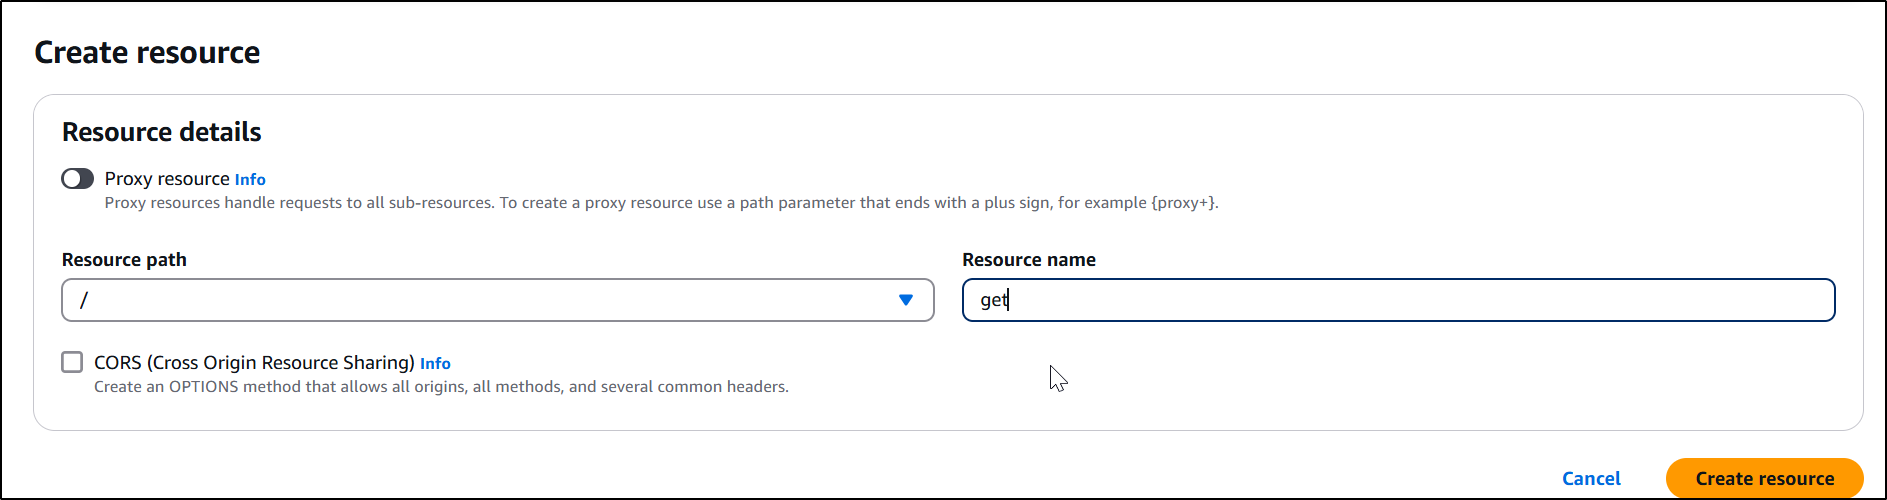 Create resource
Resource details
Proxy resource Info
Proxy resources handle requests to all sub-resources. To create a proxy resource use a path parameter that ends with a plus sign, for example {proxy+}.
Resource path
Resource name
/
get
CORS (Cross Origin Resource Sharing) Info
Create an OPTIONS method that allows all origins, all methods, and several common headers.
Cancel
Create resource